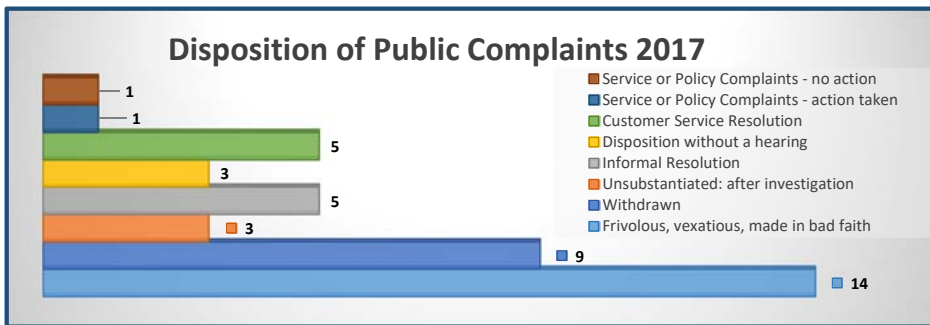 Disposition of Public Complaints 2017
1
Service or Policy Complaints - no action
1
Service or Policy Complaints - action taken
5
Customer Service Resolution
3
Disposition without a hearing
5
Informal Resolution
3
Unsubstantiated: after investigation
9
Withdrawn
14
Frivolous, vexatious, made in bad faith